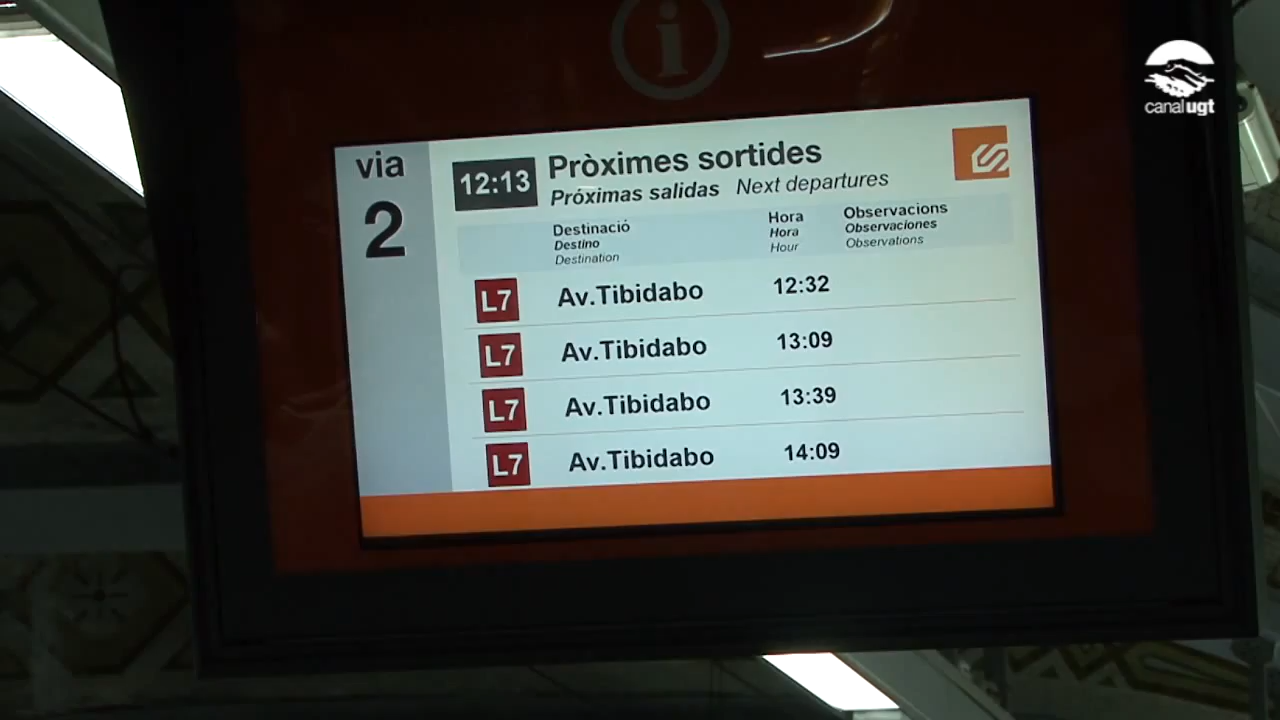 i
canalugt
via
2
12:13
Pròximes sortides
Próximas salidas Next departures
Destinació Hora Observacions
Destino Hora Observaciones
Destination Hour Observations
L7 Av.Tibidabo 12:32
L7 Av.Tibidabo 13:09
L7 Av.Tibidabo 13:39
L7 Av.Tibidabo 14:09